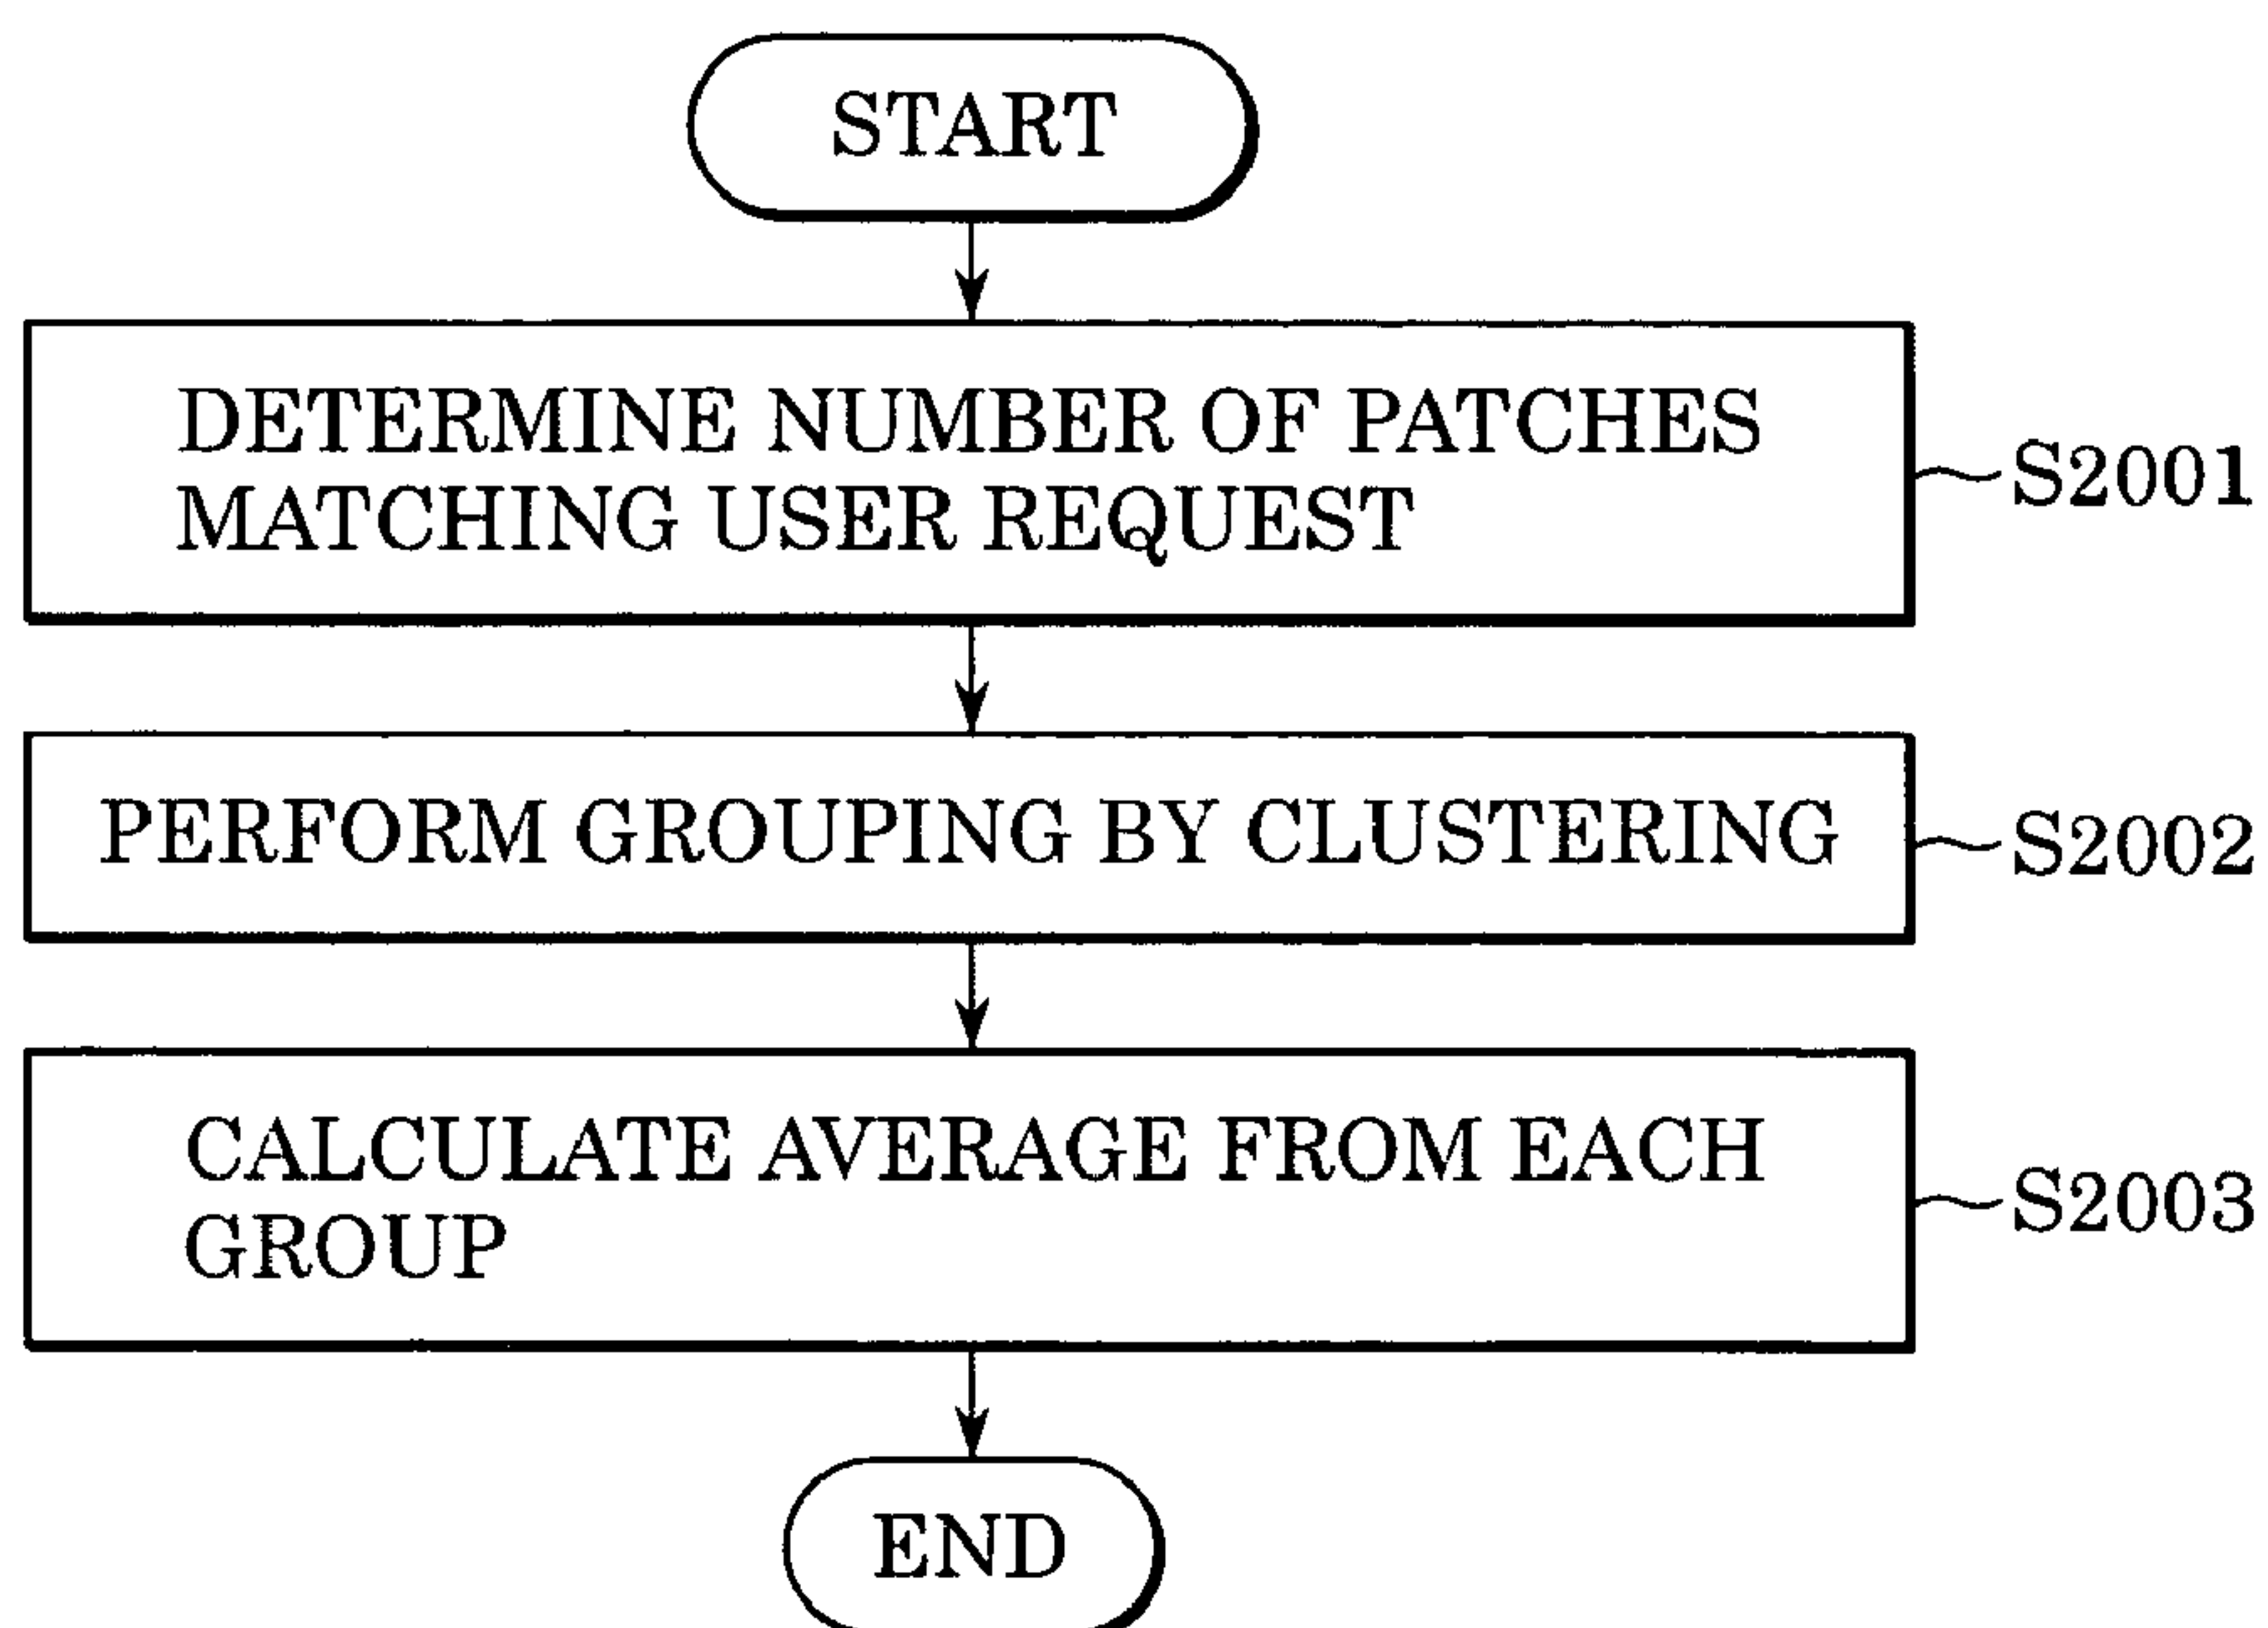 START
DETERMINE NUMBER OF PATCHES
MATCHING USER REQUEST
S2001
PERFORM GROUPING BY CLUSTERING
S2002
CALCULATE AVERAGE FROM EACH
GROUP
S2003
END